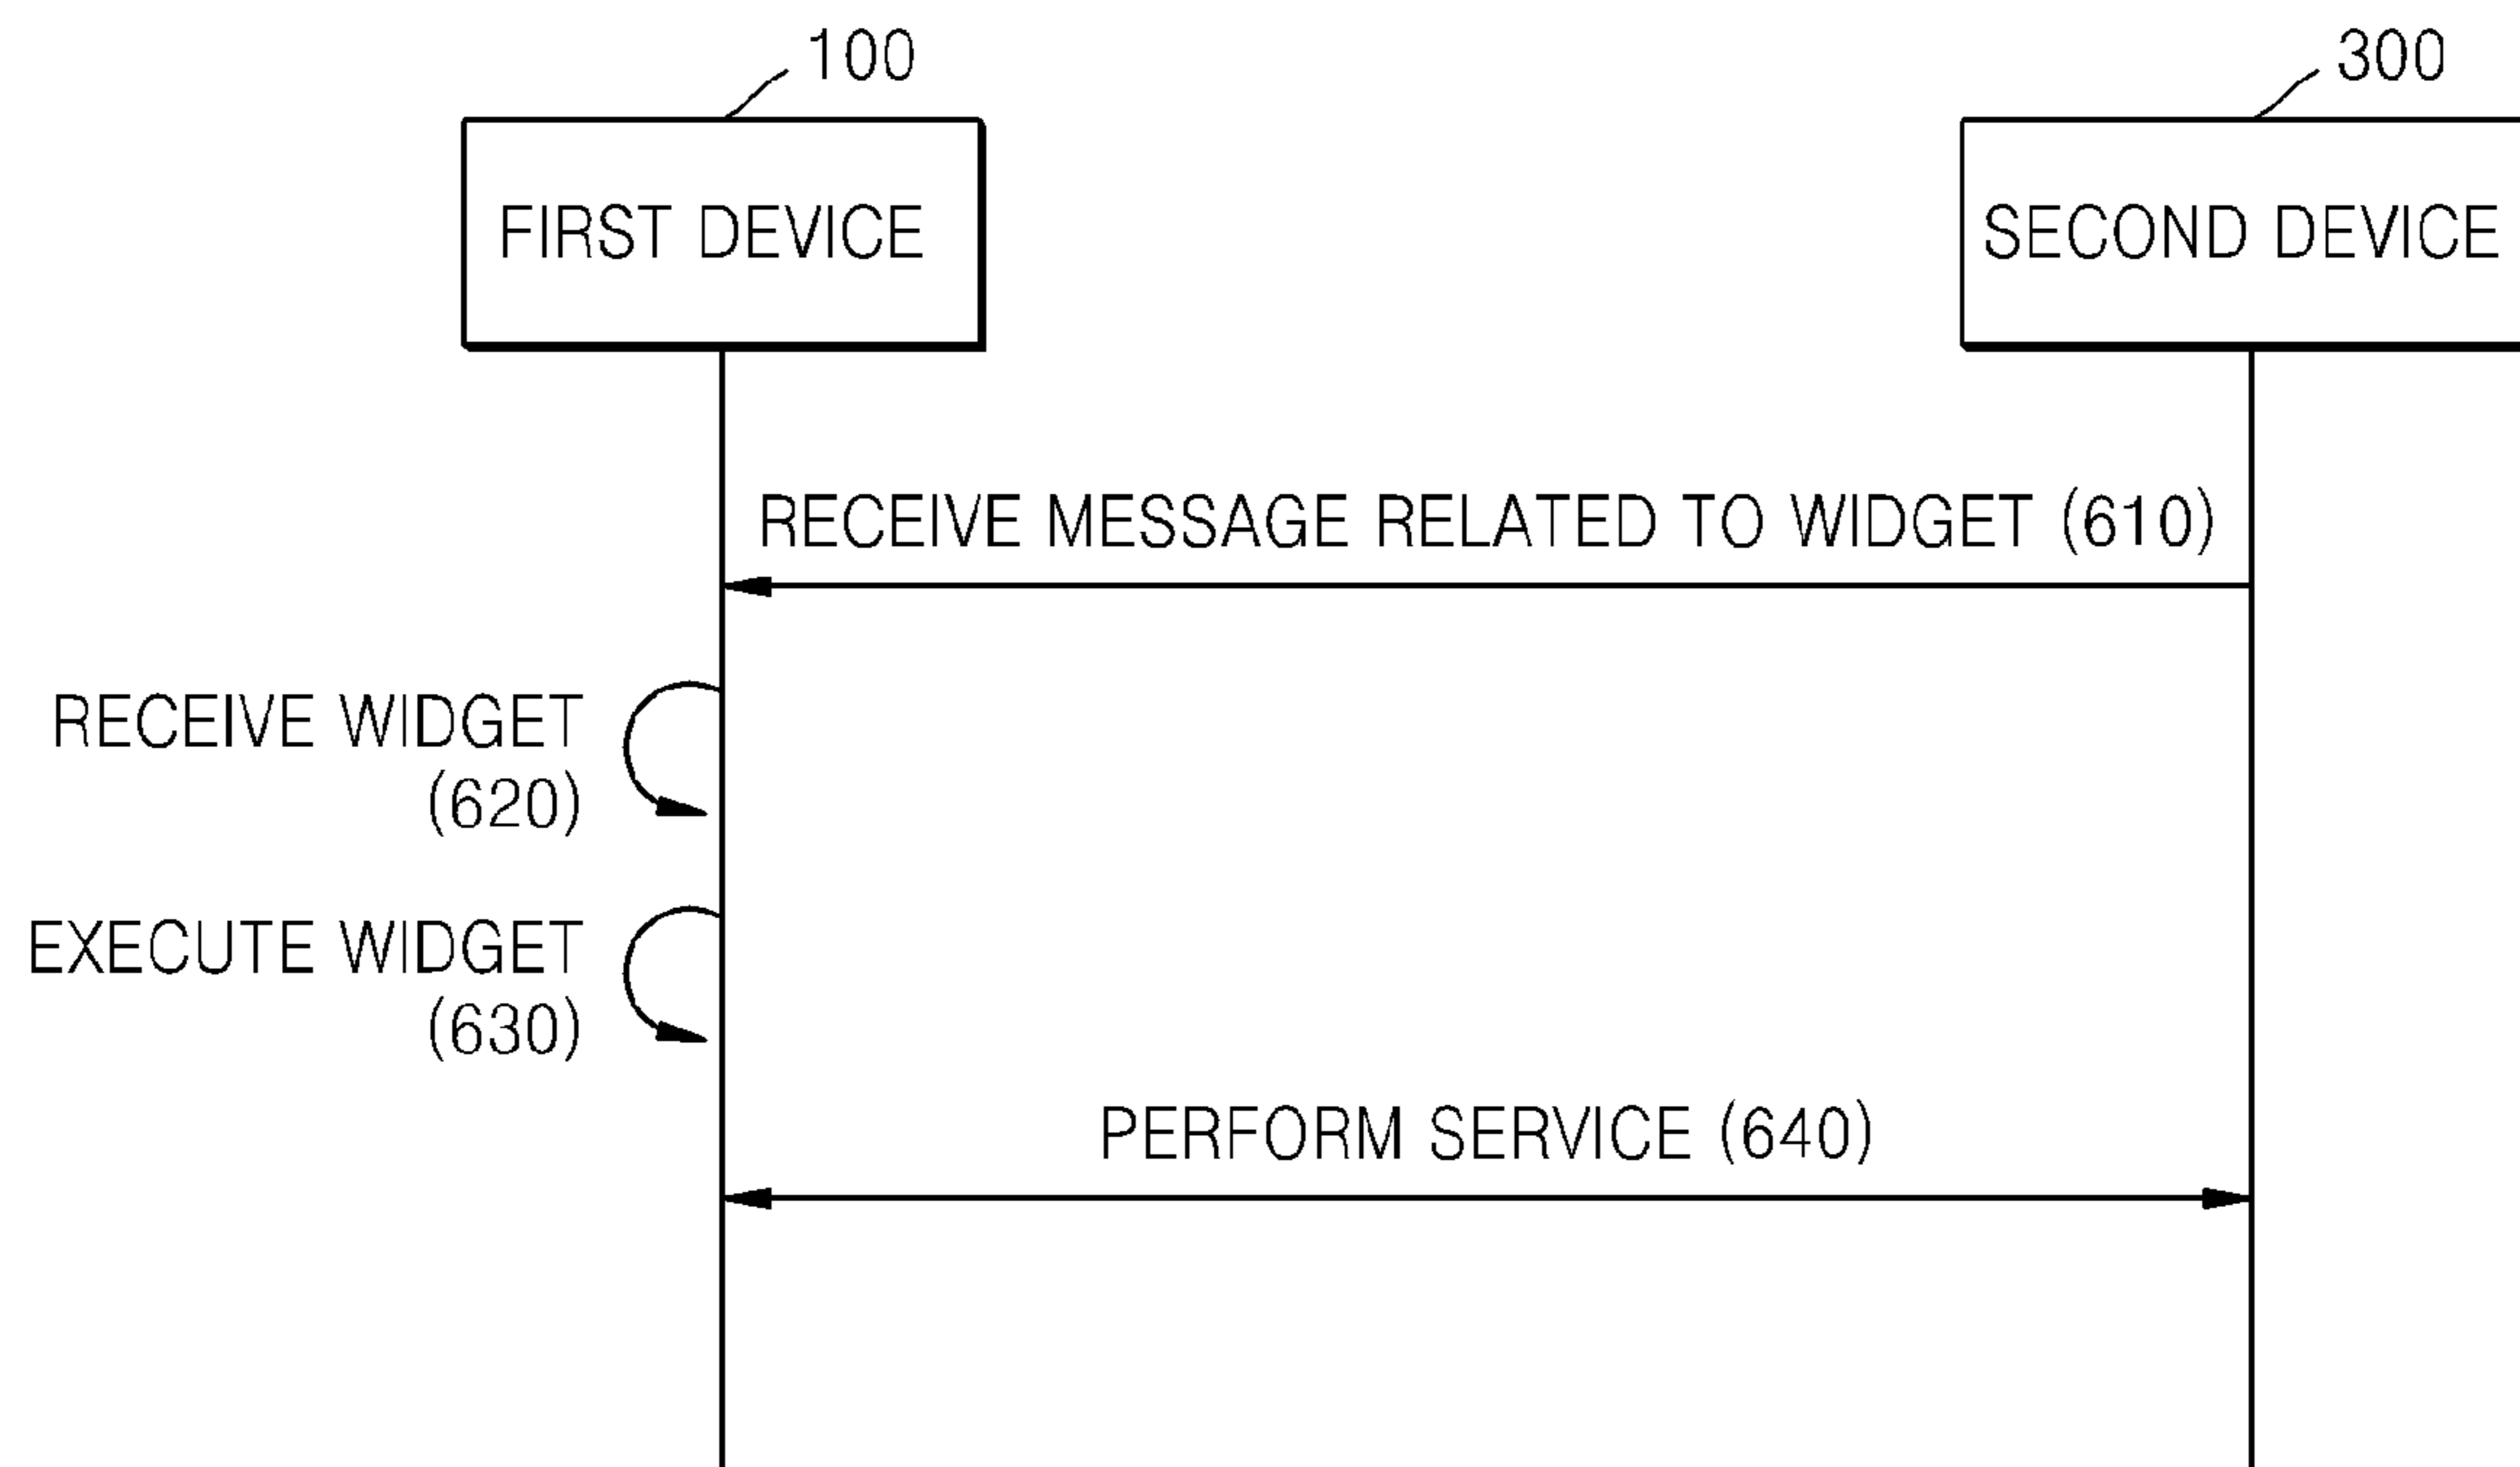 100
300
FIRST DEVICE
SECOND DEVICE
RECEIVE MESSAGE RELATED TO WIDGET (610)
RECEIVE WIDGET
(620)
EXECUTE WIDGET
(630)
PERFORM SERVICE (640)